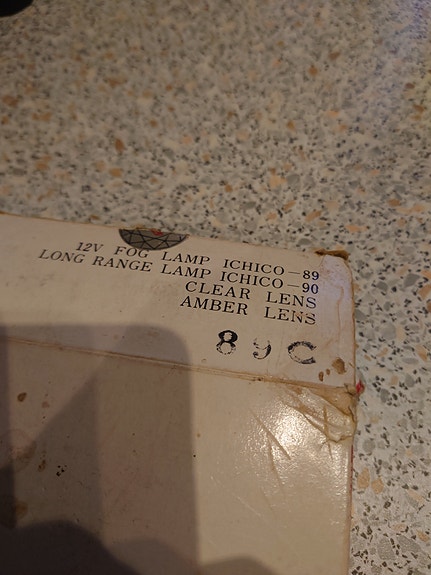 12V FOG LAMP ICHICO–89
LONG RANGE LAMP ICHICO–90
CLEAR LENS
AMBER LENS
89C